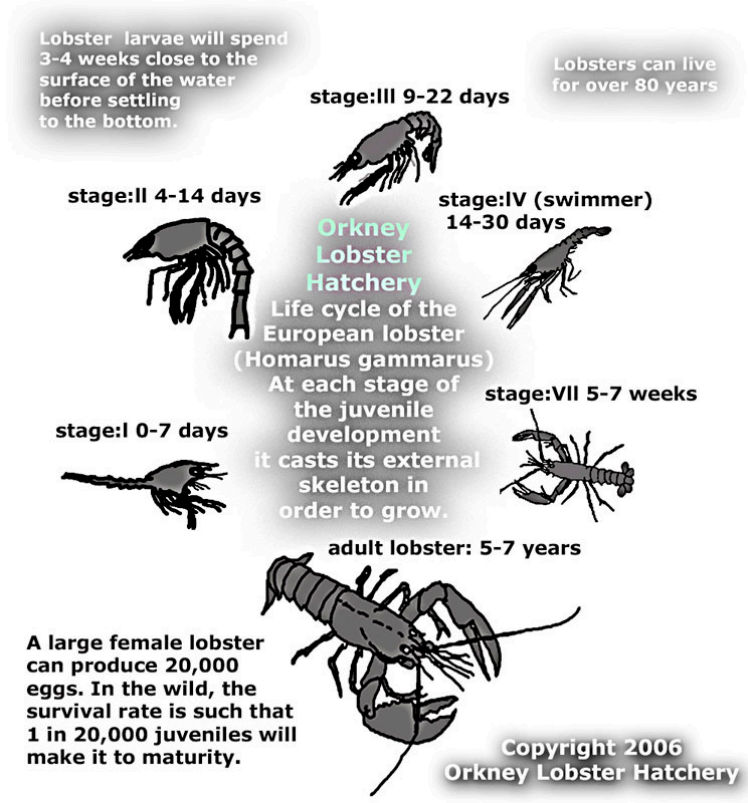 Lobster larvae will spend
3-4 weeks close to the
surface of the water
before settling
to the bottom.
Lobsters can live
for over 80 years
stage:III 9-22 days
stage:II 4-14 days
stage:IV (swimmer)
14-30 days
Orkney
Lobster
Hatchery
Life cycle of the
European lobster
(Homarus gammarus)
At each stage of
the juvenile
development
it casts its external
skeleton in
order to grow.
stage:VII 5-7 weeks
stage:I 0-7 days
adult lobster: 5-7 years
A large female lobster
can produce 20,000
eggs. In the wild, the
survival rate is such that
1 in 20,000 juveniles will
make it to maturity.
Copyright 2006
Orkney Lobster Hatchery